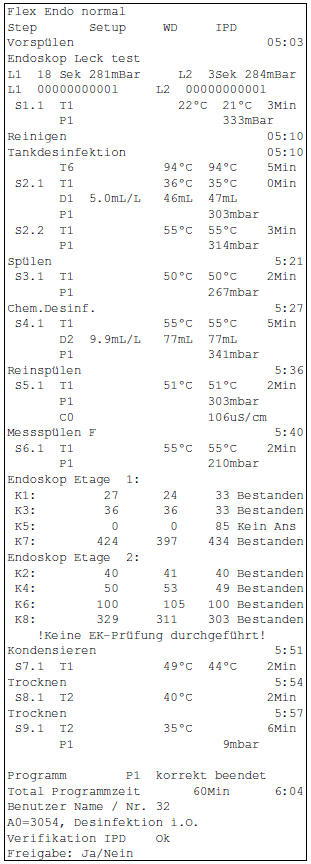 Flex Endo normal
Step Setup WD IPD
Vorspülen 05:03
Endoskop Leck test
L1 18 Sek 281mBar L2 3Sek 284mBar
L1 00000000001 L2 00000000001
S1.1 T1 22°C 21°C 3Min
P1 333mBar
Reinigen 05:10
Tankdesinfektion 05:10
T6 94°C 94°C 5Min
S2.1 T1 36°C 35°C 0Min
D1 5.0mL/L 46mL 47mL
P1 303mbar
S2.2 T1 55°C 55°C 3Min
P1 314mbar
Spülen 5:21
S3.1 T1 50°C 50°C 2Min
P1 267mbar
Chem.Desinf. 5:27
S4.1 T1 55°C 55°C 5Min
D2 9.9mL/L 77mL 77mL
P1 341mbar
Reinspülen 5:36
S5.1 T1 51°C 51°C 2Min
P1 303mbar
C0 106uS/cm
Messspülen F 5:40
S6.1 T1 55°C 55°C 2Min
P1 210mbar
Endoskop Etage 1:
K1: 27 24 33 Bestanden
K3: 36 36 33 Bestanden
K5: 0 0 85 Kein Ans
K7: 424 397 434 Bestanden
Endoskop Etage 2:
K2: 40 41 40 Bestanden
K4: 50 53 49 Bestanden
K6: 100 105 100 Bestanden
K8: 329 311 303 Bestanden
!Keine EK-Prüfung durchgeführt!
Kondensieren 5:51
S7.1 T1 49°C 44°C 2Min
Trocknen 5:54
S8.1 T2 40°C 2Min
Trocknen 5:57
S9.1 T2 35°C 6Min
P1 9mbar
Programm P1 korrekt beendet
Total Programmzeit 60Min 6:04
Benutzer Name / Nr. 32
A0=3054, Desinfektion i.O.
Verifikation IPD Ok
Freigabe: Ja/Nein